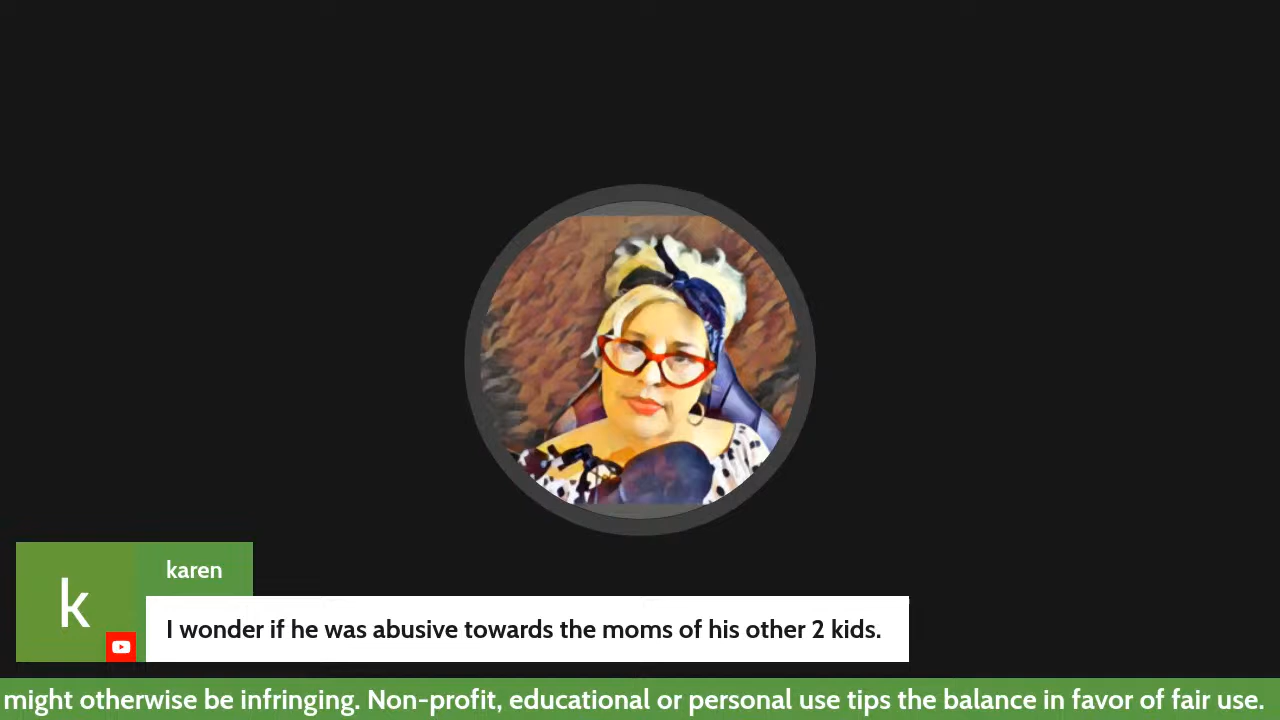 k
karen
I wonder if he was abusive towards the moms of his other 2 kids.
might otherwise be infringing. Non-profit, educational or personal use tips the balance in favor of fair use.